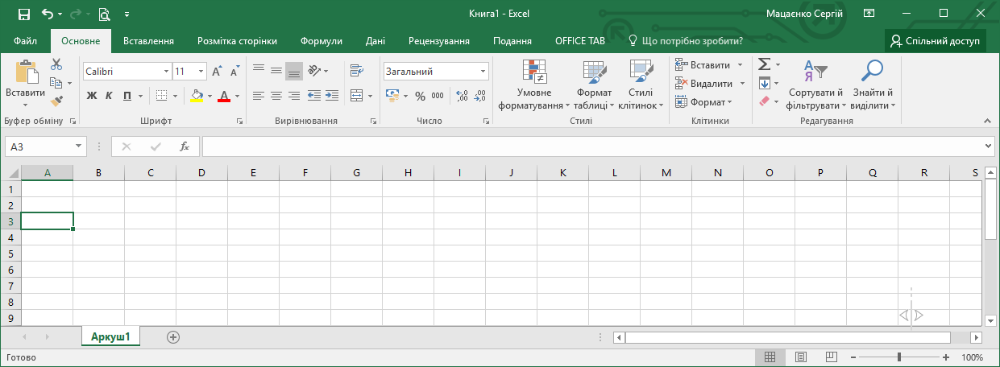 Книга1 - Excel
Мацаєнко Сергій
Файл Основне Вставлення Розмітка сторінки Формули Дані Рецензування Подання OFFICE TAB Що потрібно зробити? Спільний доступ
Вставити
Буфер обміну
Calibri 11
Ж К П
Шрифт
Вирівнювання
Загальний
% 000
Число
Умовне форматування
Формат таблиці
Стилі клітинок
Стилі
Вставити
Видалити
Формат
Клітинки
Сортувати й фільтрувати
Знайти й виділити
Редагування
A3 fx
A B C D E F G H I J K L M N O P Q R S
1
2
3
4
5
6
7
8
9
Аркуш1
Готово 100%